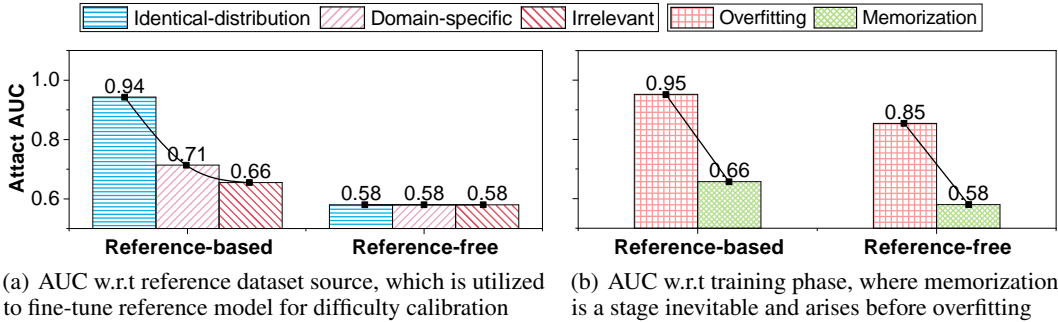 Identical-distribution Domain-specific Irrelevant Overfitting Memorization
Attact AUC
1.0
0.8
0.6
0.94
0.71
0.66
0.58 0.58 0.58
Reference-based Reference-free
0.95
0.66
0.85
0.58
Reference-based Reference-free
(a) AUC w.r.t reference dataset source, which is utilized
to fine-tune reference model for difficulty calibration
(b) AUC w.r.t training phase, where memorization
is a stage inevitable and arises before overfitting